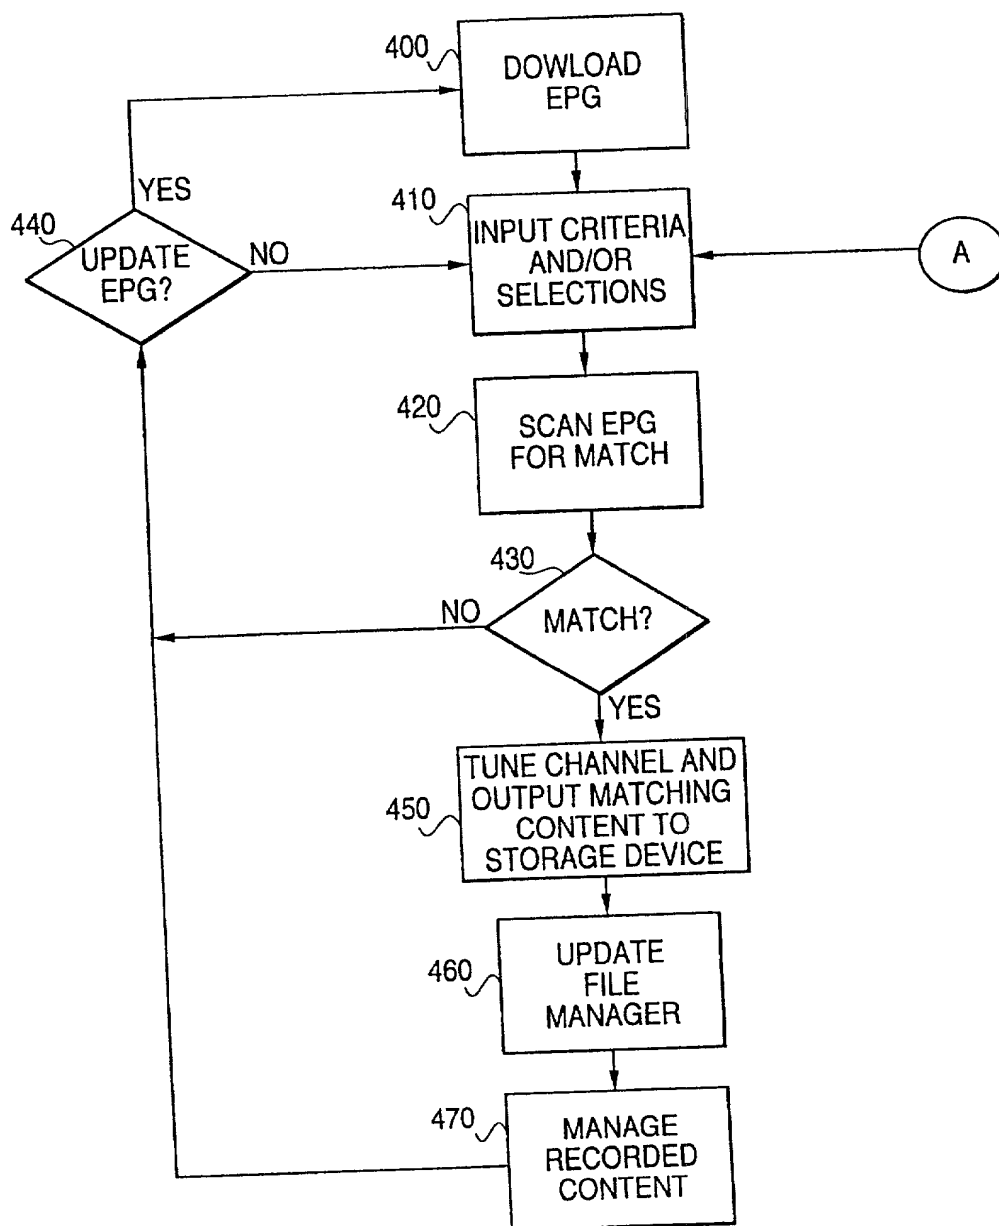 400
DOWLOAD
EPG
YES
410
440
INPUT CRITERIA
AND/OR
SELECTIONS
UPDATE
EPG?
NO
A
420
SCAN EPG
FOR MATCH
430
NO
MATCH?
YES
TUNE CHANNEL AND
OUTPUT MATCHING
CONTENT TO
STORAGE DEVICE
450
UPDATE
FILE
MANAGER
460
470
MANAGE
RECORDED
CONTENT